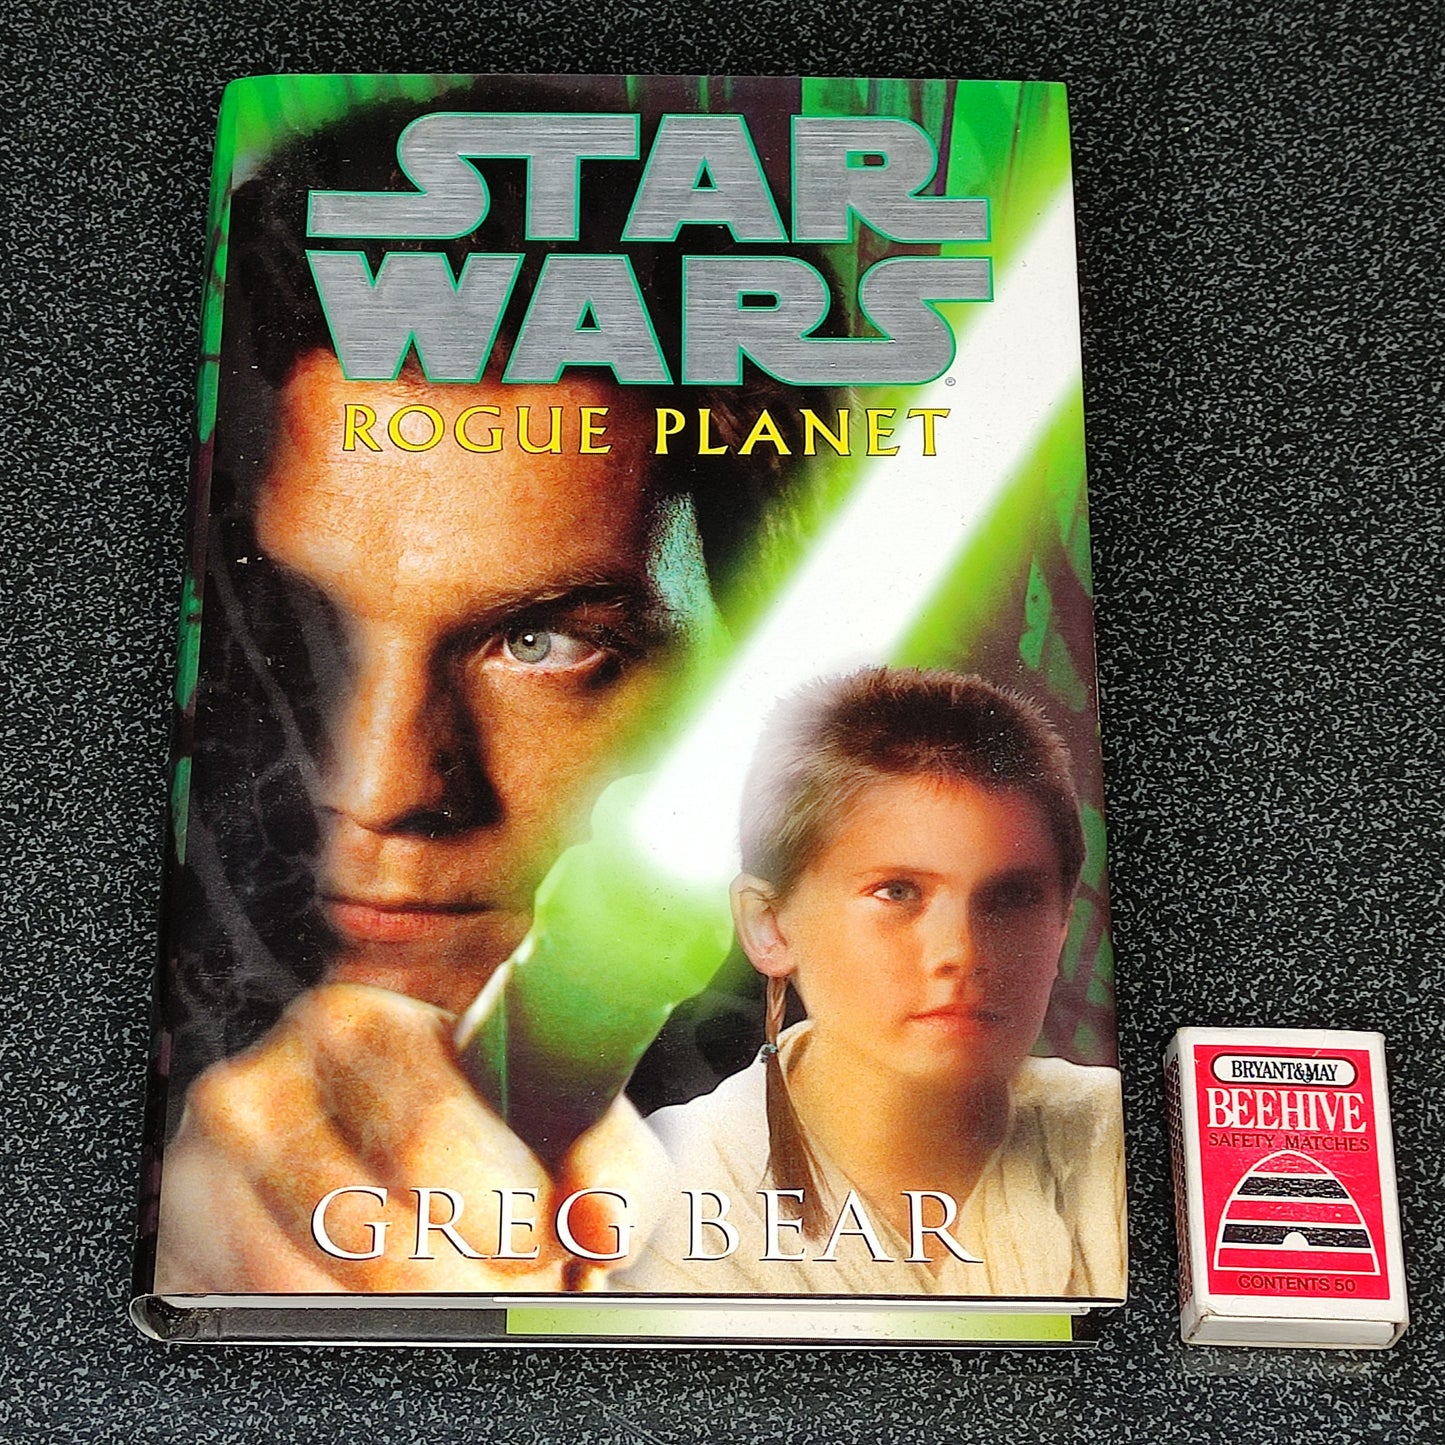 STAR
WARS®
ROGUE PLANET
GREG BEAR
BRYANT&MAY
BEEHIVE
SAFETY MATCHES
CONTENTS 50